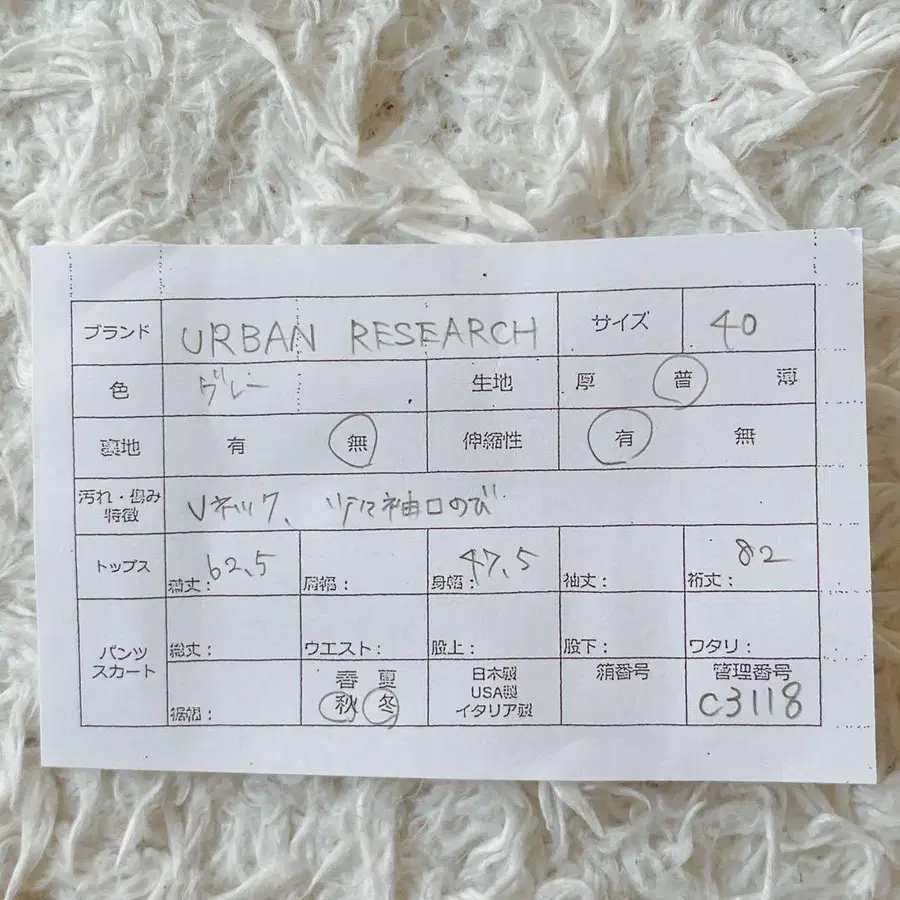 ブランド URBAN RESEARCH サイズ 40
色 グレー 生地 厚 普 薄
裏地 有 無 伸縮性 有 無
汚れ・傷み
特徴 Vネック、 袖口のび
トップス 着丈: 62,5 肩幅: 身幅: 47,5 袖丈: 裄丈: 82
パンツ
スカート 総丈: ウエスト: 股上: 股下: ワタリ:
裾幅: 春 夏 秋 冬 日本製 USA製 イタリア製 箱番号 管理番号 C3118